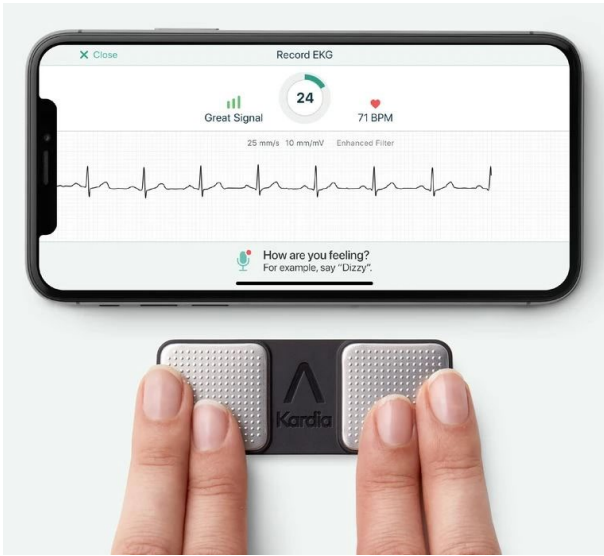 X Close
Record EKG
24
Great Signal
71 BPM
25 mm/s 10 mm/mV Enhanced Filter
How are you feeling?
For example, say "Dizzy".
Kardia